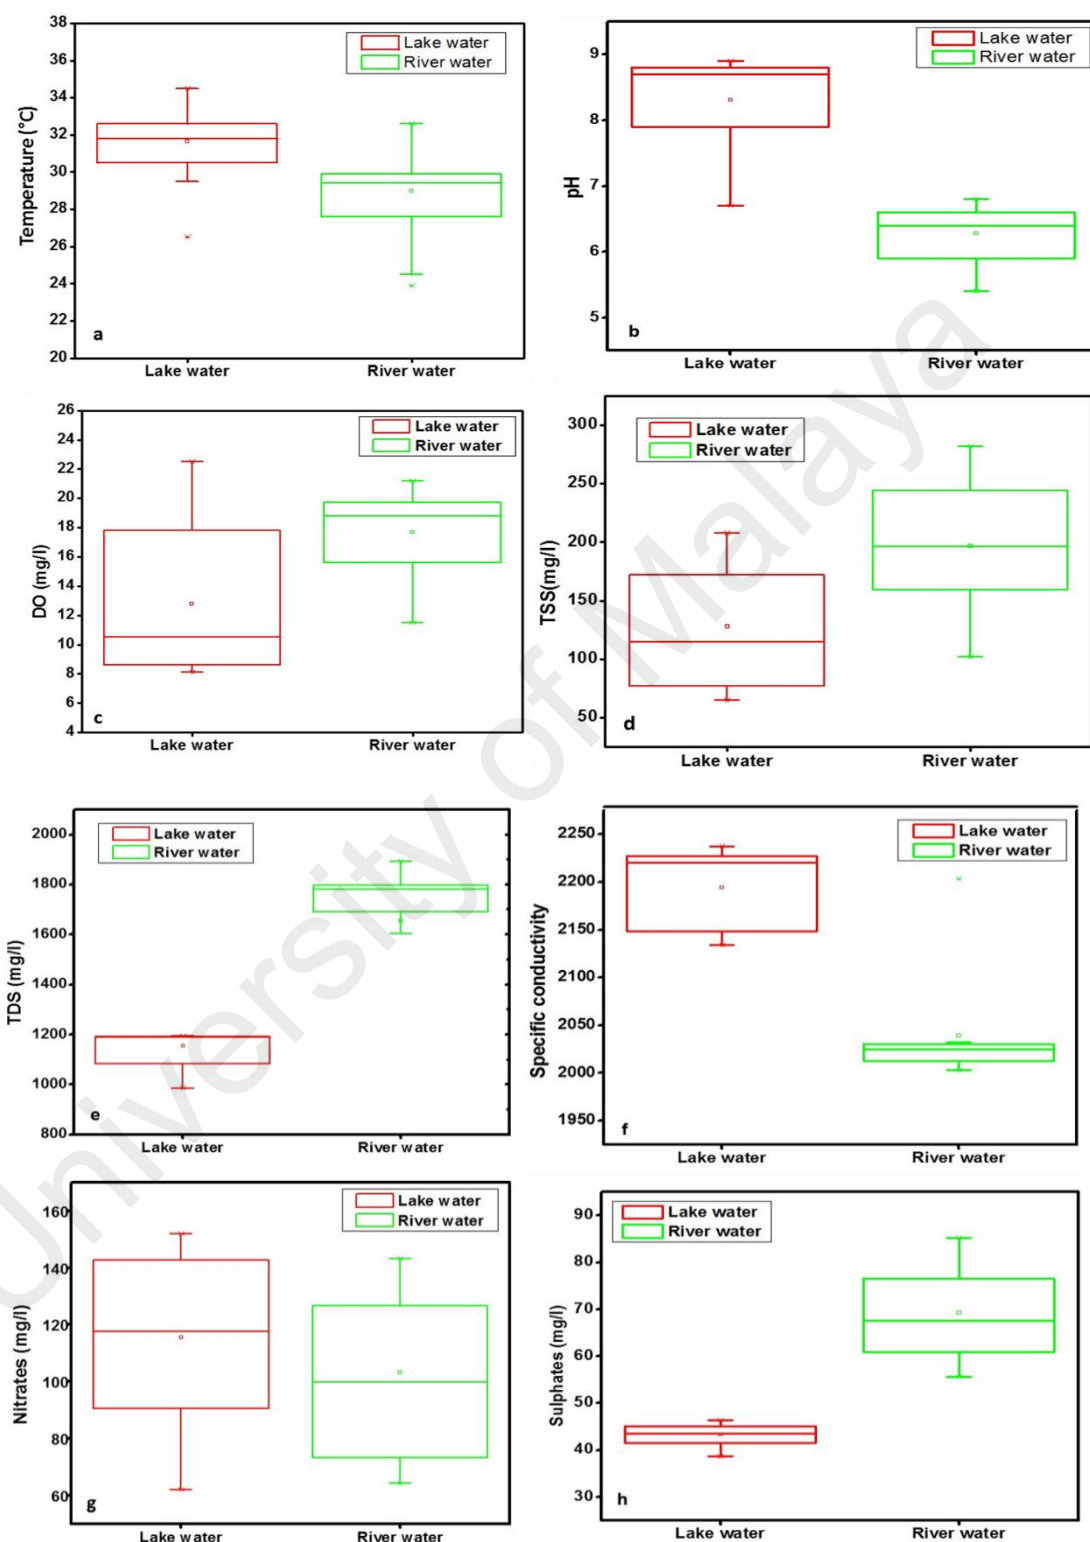 38
36
34
32
30
28
26
24
22
20
Temperature (°C)
Lake water
River water
a
Lake water
River water
9
8
7
6
5
pH
Lake water
River water
b
Lake water
River water
26
24
22
20
18
16
14
12
10
8
6
4
DO (mg/l)
Lake water
River water
c
Lake water
River water
300
250
200
150
100
50
TSS(mg/l)
Lake water
River water
d
Lake water
River water
2000
1800
1600
1400
1200
1000
800
TDS (mg/l)
Lake water
River water
e
Lake water
River water
2250
2200
2150
2100
2050
2000
1950
Specific conductivity
Lake water
River water
f
Lake water
River water
160
140
120
100
80
60
Nitrates (mg/l)
Lake water
River water
g
Lake water
River water
90
80
70
60
50
40
30
Sulphates (mg/l)
Lake water
River water
h
Lake water
River water
University of Malaya